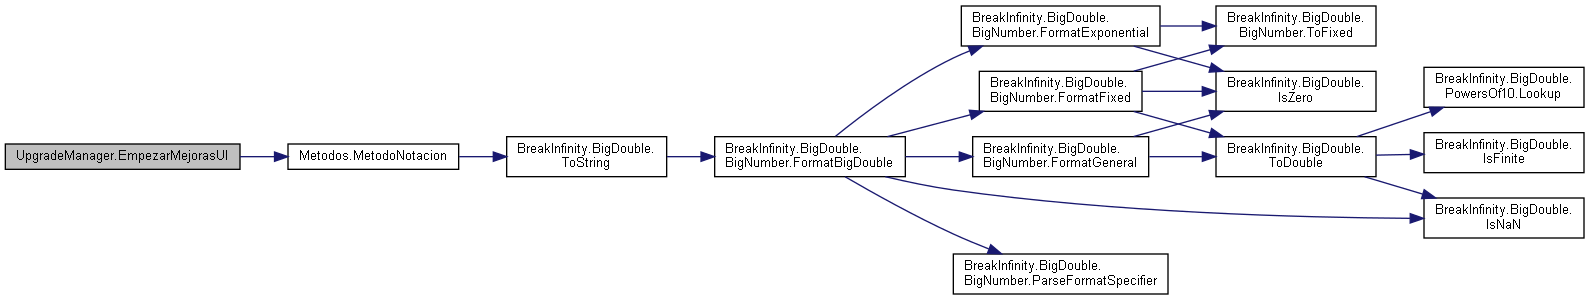 UpgradeManager.EmpezarMejorasUI
Metodos.MetodoNotacion
BreakInfinity.BigDouble.
ToString
BreakInfinity.BigDouble.
BigNumber.FormatBigDouble
BreakInfinity.BigDouble.
BigNumber.FormatExponential
BreakInfinity.BigDouble.
BigNumber.FormatFixed
BreakInfinity.BigDouble.
BigNumber.FormatGeneral
BreakInfinity.BigDouble.
BigNumber.ParseFormatSpecifier
BreakInfinity.BigDouble.
BigNumber.ToFixed
BreakInfinity.BigDouble.
IsZero
BreakInfinity.BigDouble.
ToDouble
BreakInfinity.BigDouble.
PowersOf10.Lookup
BreakInfinity.BigDouble.
IsFinite
BreakInfinity.BigDouble.
IsNaN